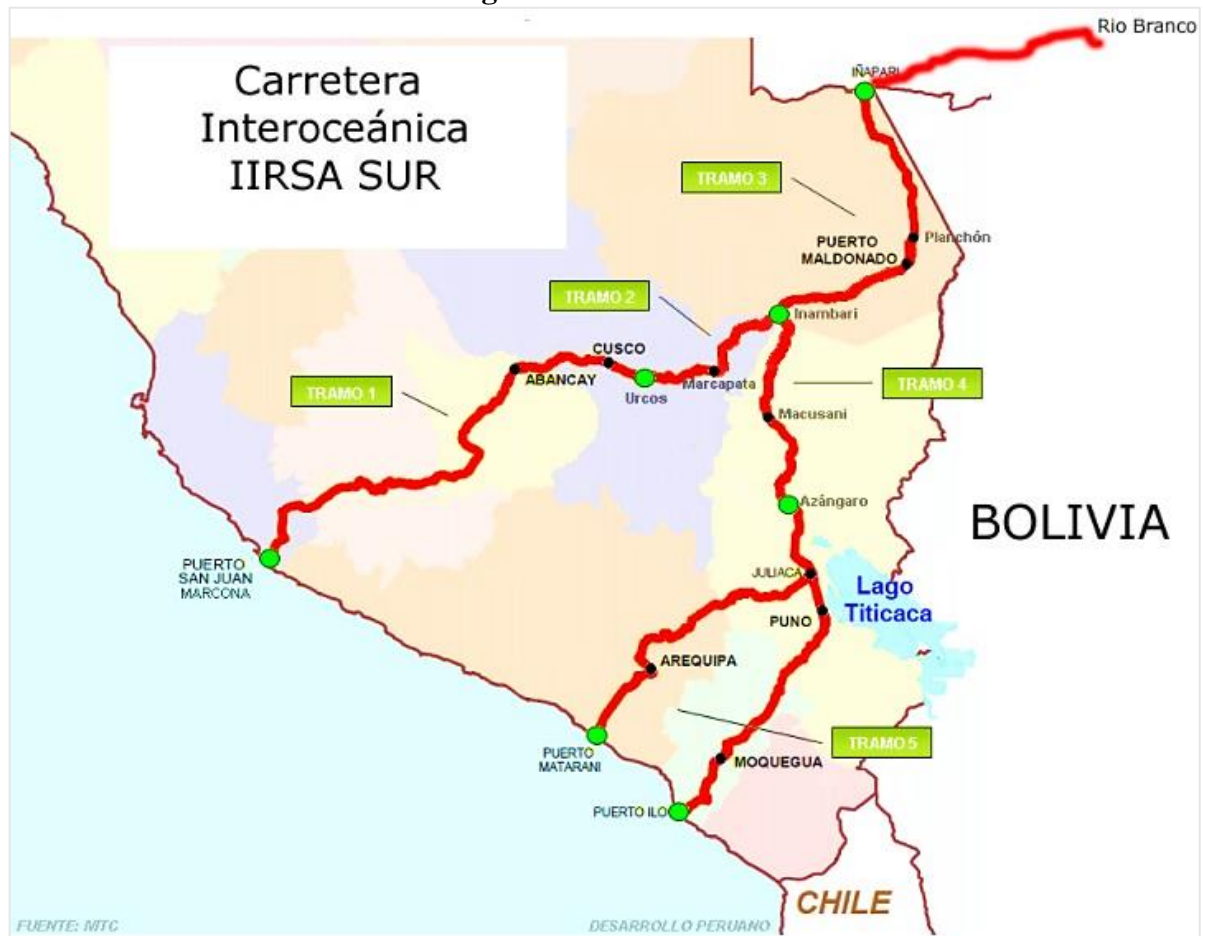 Rio Branco
Carretera
Interoceánica
IIRSA SUR
IÑAPARI
TRAMO 3
Planchón
PUERTO
MALDONADO
TRAMO 2
Inambari
CUSCO
ABANCAY
Urcos
Marcapata
TRAMO 1
TRAMO 4
Macusani
Azángaro
BOLIVIA
PUERTO
SAN JUAN
MARCONA
JULIACA
Lago
Titicaca
PUNO
AREQUIPA
PUERTO
MATARANI
TRAMO 5
MOQUEGUA
PUERTO ILO
CHILE
FUENTE: MTC
DESARROLLO PERUANO